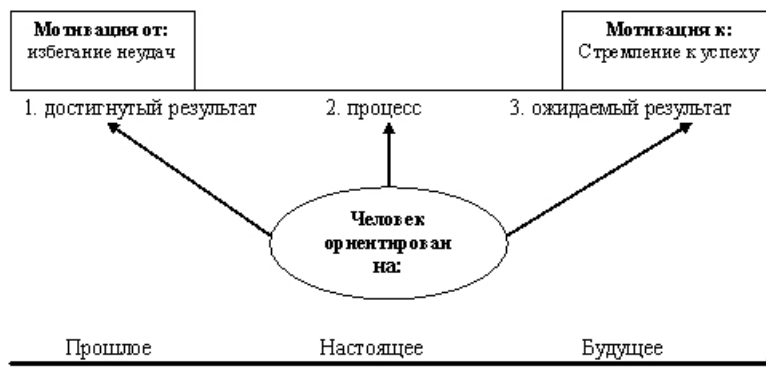 Мотивация от:
избегание неудач
Мотивация к:
Стремление к успеху
1. достигнутый результат
2. процесс
3. ожидаемый результат
Человек
ориентирован
на:
Прошлое
Настоящее
Будущее